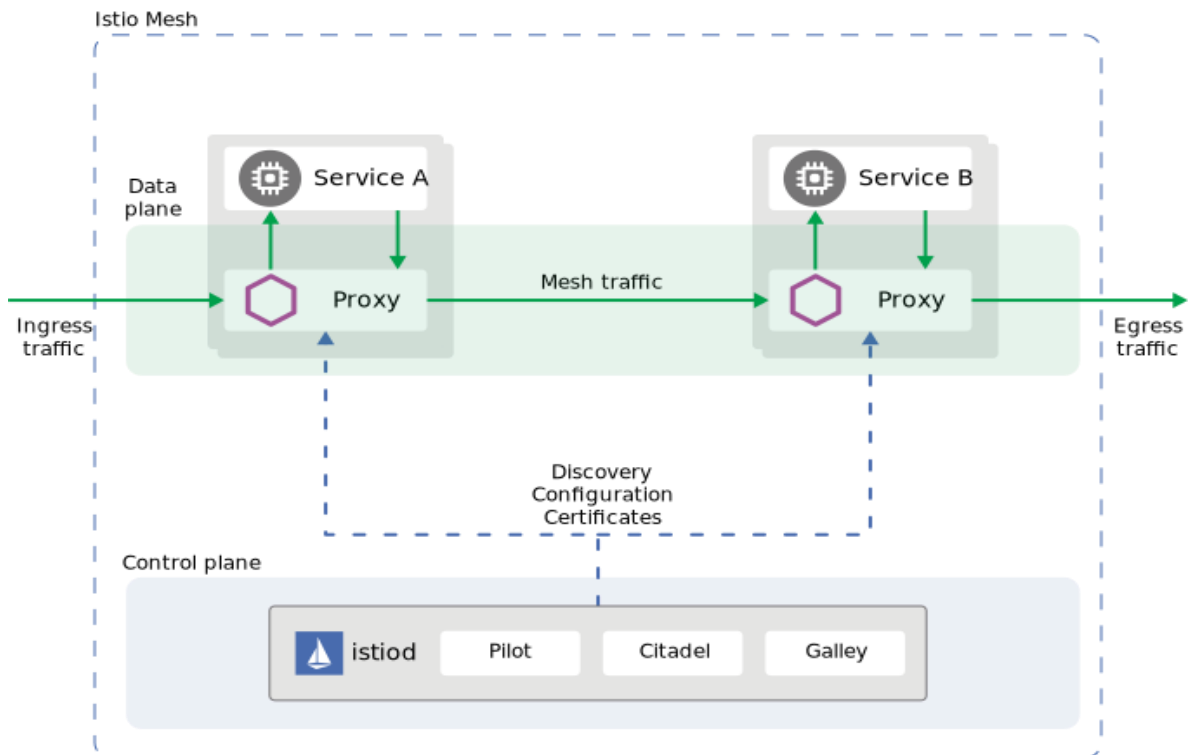 Istio Mesh
Data
plane
Service A
Service B
Proxy
Mesh traffic
Proxy
Ingress
traffic
Egress
traffic
Discovery
Configuration
Certificates
Control plane
istiod
Pilot
Citadel
Galley